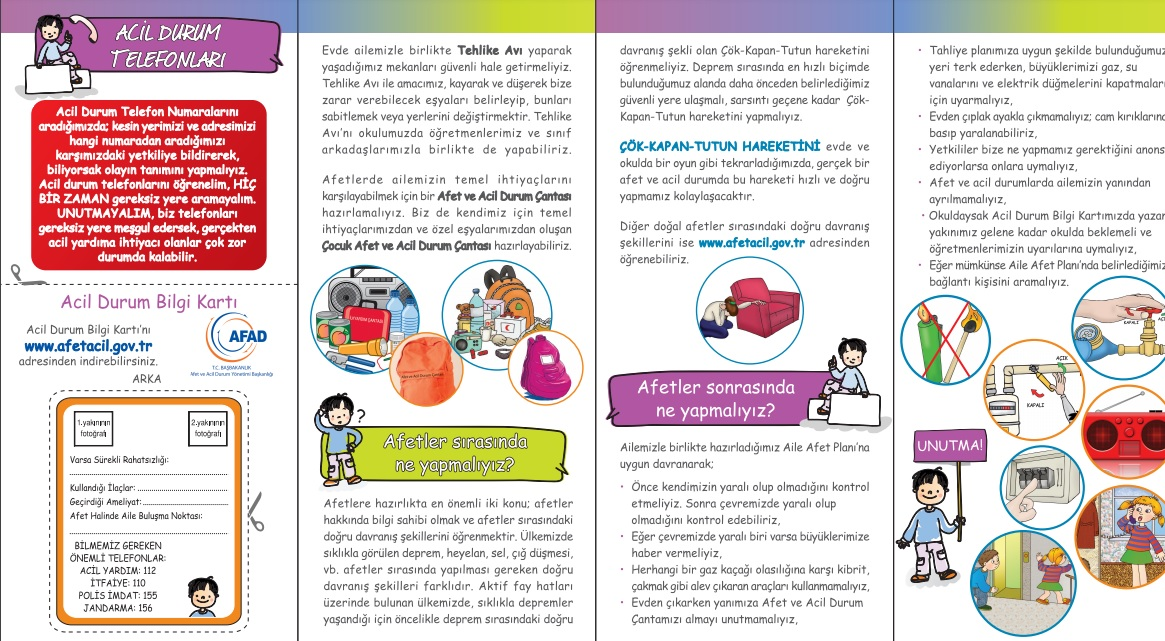 ACİL DURUM
TELEFONLARI
Acil Durum Telefon Numaralarını
aradığımızda; kesin yerimizi ve adresimizi
hangi numaradan aradığımızı
karşımızdaki yetkiliye bildirerek,
biliyorsak olayın tanımını yapmalıyız.
Acil durum telefonlarını öğrenelim, HİÇ
BİR ZAMAN gereksiz yere aramayalım.
UNUTMAYALIM, biz telefonları
gereksiz yere meşgul edersek, gerçekten
acil yardıma ihtiyacı olanlar çok zor
durumda kalabilir.
Acil Durum Bilgi Kartı
Acil Durum Bilgi Kartı'nı
www.afetacil.gov.tr
adresinden indirebilirsiniz.
AFAD
T.C. BAŞBAKANLIK
Afet ve Acil Durum Yönetimi Başkanlığı
ARKA
1.yakınının
fotoğrafı
2.yakınının
fotoğrafı
Varsa Sürekli Rahatsızlığı:
Kullandığı İlaçlar:
Geçirdiği Ameliyat:
Afet Halinde Aile Buluşma Noktası:
BİLMEMİZ GEREKEN
ÖNEMLİ TELEFONLAR:
ACİL YARDIM: 112
İTFAİYE: 110
POLİS İMDAT: 155
JANDARMA: 156
Evde ailemizle birlikte Tehlike Avı yaparak
yaşadığımız mekanları güvenli hale getirmeliyiz.
Tehlike Avı ile amacımız, kayarak ve düşerek bize
zarar verebilecek eşyaları belirleyip, bunları
sabitlemek veya yerlerini değiştirmektir. Tehlike
Avı'nı okulumuzda öğretmenlerimiz ve sınıf
arkadaşlarımızla birlikte de yapabiliriz.
Afetlerde ailemizin temel ihtiyaçlarını
karşılayabilmek için bir Afet ve Acil Durum Çantası
hazırlamalıyız. Biz de kendimiz için temel
ihtiyaçlarımızdan ve özel eşyalarımızdan oluşan
Çocuk Afet ve Acil Durum Çantası hazırlayabiliriz.
?
Afetler sırasında
ne yapmalıyız?
Afetlere hazırlıkta en önemli iki konu; afetler
hakkında bilgi sahibi olmak ve afetler sırasındaki
doğru davranış şekillerini öğrenmektir. Ülkemizde
sıklıkla görülen deprem, heyelan, sel, çığ düşmesi,
vb. afetler sırasında yapılması gereken doğru
davranış şekilleri farklıdır. Aktif fay hatları
üzerinde bulunan ülkemizde, sıklıkla depremler
yaşandığı için öncelikle deprem sırasındaki doğru
davranış şekli olan Çök-Kapan-Tutun hareketini
öğrenmeliyiz. Deprem sırasında en hızlı biçimde
bulunduğumuz alanda daha önceden belirlediğimiz
güvenli yere ulaşmalı, sarsıntı geçene kadar Çök-
Kapan-Tutun hareketini yapmalıyız.
ÇÖK-KAPAN-TUTUN HAREKETİNİ evde ve
okulda bir oyun gibi tekrarladığımızda, gerçek bir
afet ve acil durumda bu hareketi hızlı ve doğru
yapmamız kolaylaşacaktır.
Diğer doğal afetler sırasındaki doğru davranış
şekillerini ise www.afetacil.gov.tr adresinden
öğrenebiliriz.
Afetler sonrasında
ne yapmalıyız?
Ailemizle birlikte hazırladığımız Aile Afet Planı'na
uygun davranarak;
• Önce kendimizin yaralı olup olmadığını kontrol
etmeliyiz. Sonra çevremizde yaralı olup
olmadığını kontrol edebiliriz,
• Eğer çevremizde yaralı biri varsa büyüklerimize
haber vermeliyiz,
• Herhangi bir gaz kaçağı olasılığına karşı kibrit,
çakmak gibi alev çıkaran araçları kullanmamalıyız,
• Evden çıkarken yanımıza Afet ve Acil Durum
Çantamızı almayı unutmamalıyız,
• Tahliye planımıza uygun şekilde bulunduğumuz
yeri terk ederken, büyüklerimizi gaz, su
vanalarını ve elektrik düğmelerini kapatmaları
için uyarmalıyız,
• Evden çıplak ayakla çıkmamalıyız; cam kırıklarına
basıp yaralanabiliriz,
• Yetkililer bize ne yapmamız gerektiğini anons
ediyorlarsa onlara uymalıyız,
• Afet ve acil durumlarda ailemizin yanından
ayrılmamalıyız,
• Okuldaysak Acil Durum Bilgi Kartımızda yazan
yakınımız gelene kadar okulda beklemeli ve
öğretmenlerimizin uyarılarına uymalıyız,
• Eğer mümkünse Aile Afet Planı'nda belirlediğimiz
bağlantı kişisini aramalıyız.
KAPALI
AÇIK
KAPALI
UNUTMA!